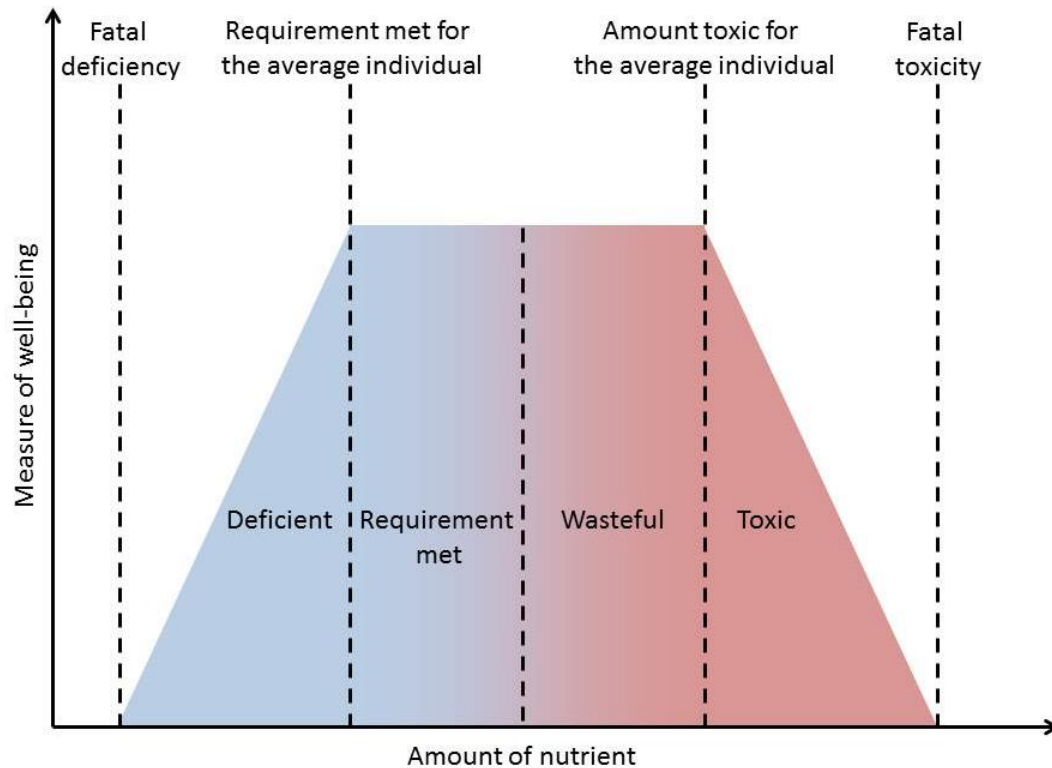 Fatal
deficiency
Requirement met for
the average individual
Amount toxic for
the average individual
Fatal
toxicity
Measure of well-being
Deficient
Requirement
met
Wasteful
Toxic
Amount of nutrient